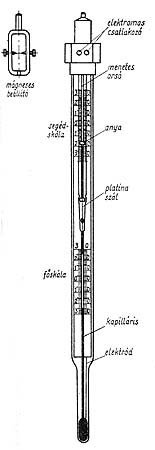 elektromos
csatlakozó
mágneses
beállító
menetes
orsó
segéd-
skála
anya
platina
szál
főskála
kapilláris
elektród